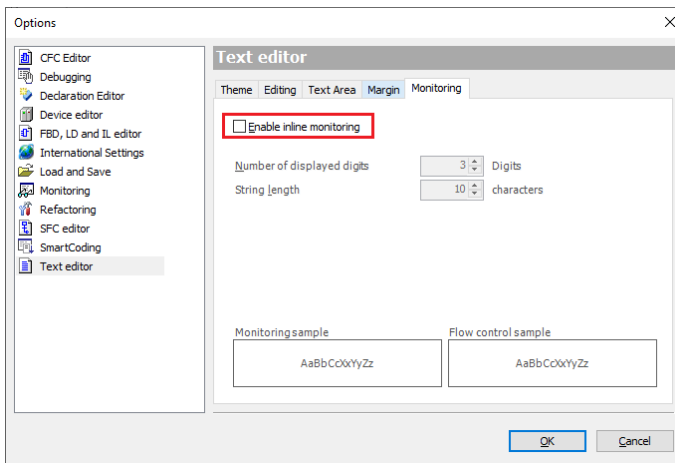 Options
CFC Editor
Debugging
Declaration Editor
Device editor
FBD, LD and IL editor
International Settings
Load and Save
Monitoring
Refactoring
SFC editor
SmartCoding
Text editor
Text editor
Theme Editing Text Area Margin Monitoring
Enable inline monitoring
Number of displayed digits 3 Digits
String length 10 characters
Monitoring sample Flow control sample
AaBbCcXxYyZz AaBbCcXxYyZz
OK Cancel